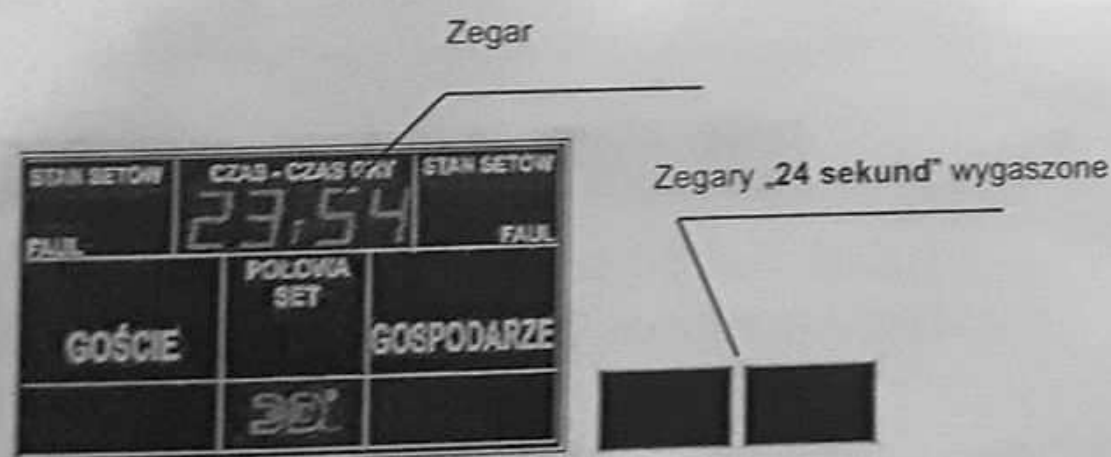 Zegar
Zegary „24 sekund” wygaszone
STAN SETÓW
CZAS - CZAS GRY
STAN SETÓW
23:54
FAUL
FAUL
POŁOWA
SET
GOŚCIE
GOSPODARZE